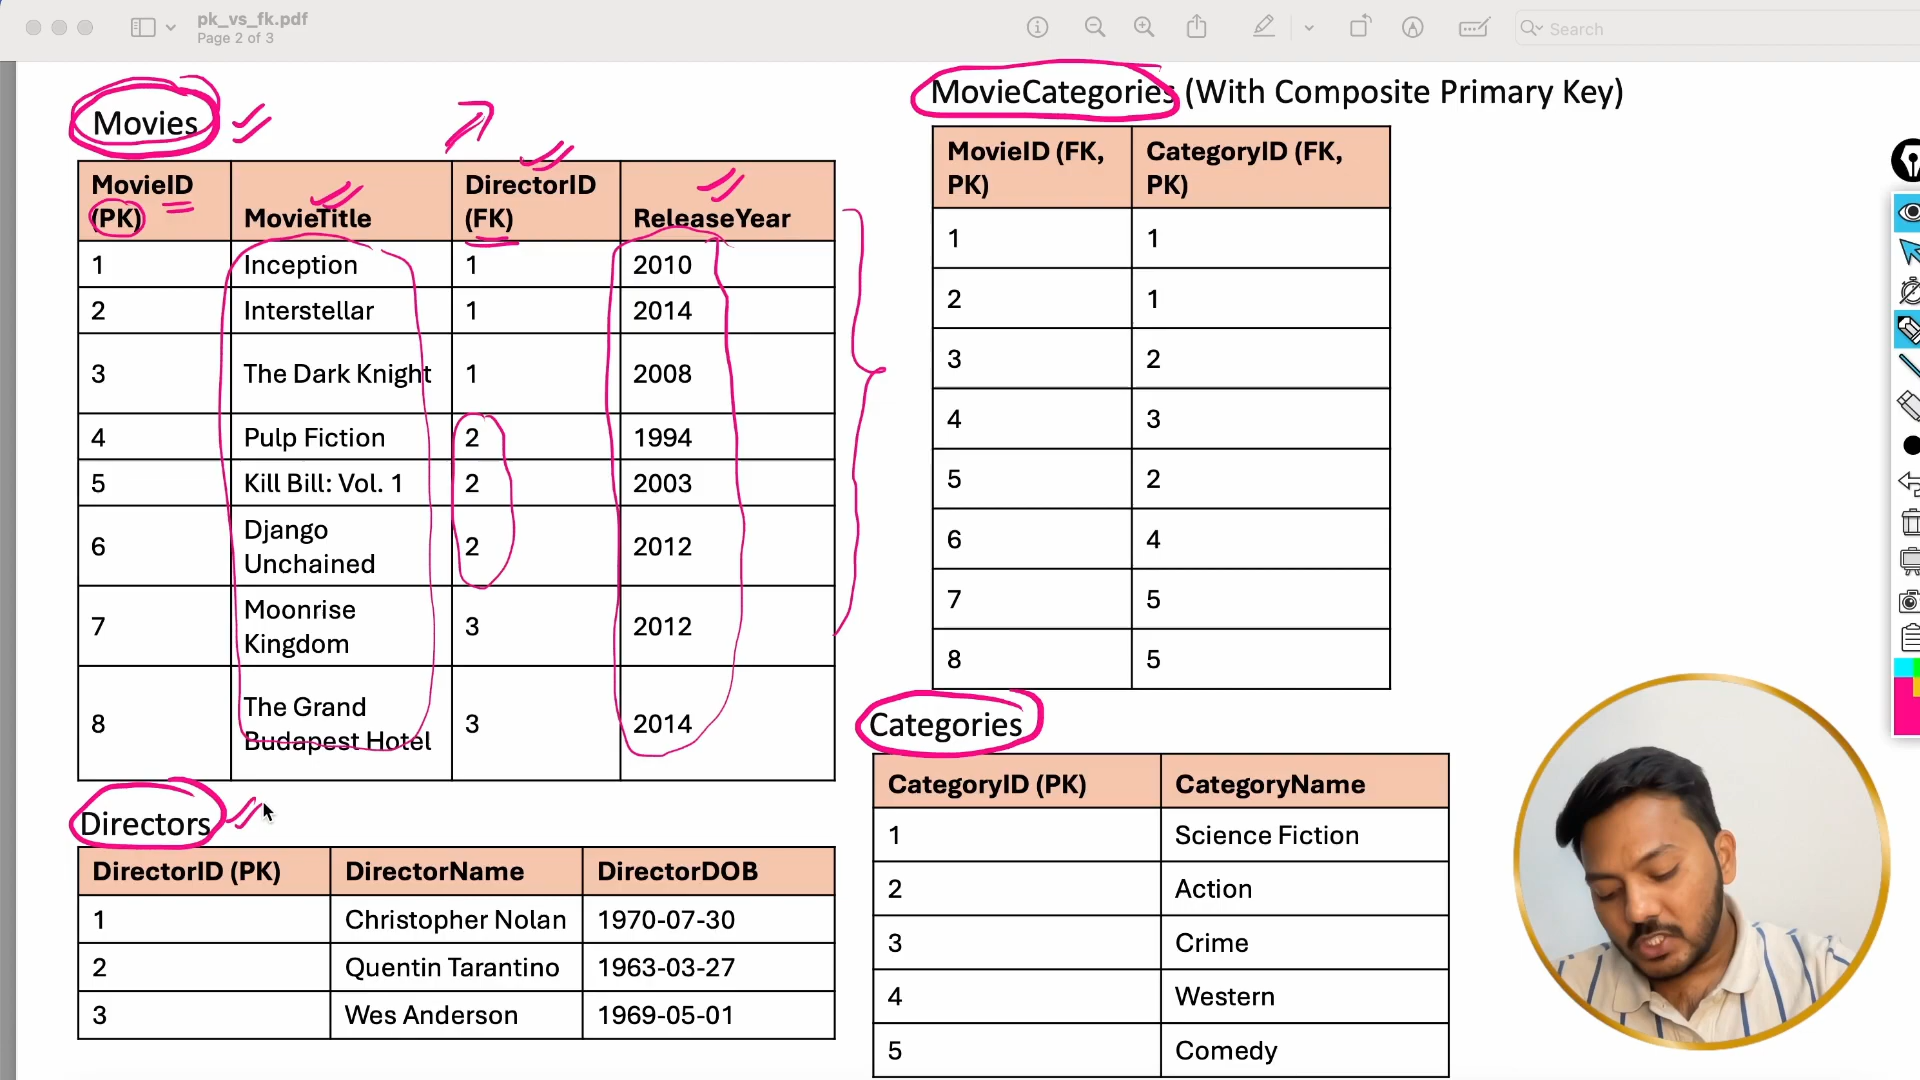 pk_vs_fk.pdf
Page 2 of 3
Search
Movies
MovieID (PK) MovieTitle DirectorID (FK) ReleaseYear
1 Inception 1 2010
2 Interstellar 1 2014
3 The Dark Knight 1 2008
4 Pulp Fiction 2 1994
5 Kill Bill: Vol. 1 2 2003
6 Django Unchained 2 2012
7 Moonrise Kingdom 3 2012
8 The Grand Budapest Hotel 3 2014
Directors
DirectorID (PK) DirectorName DirectorDOB
1 Christopher Nolan 1970-07-30
2 Quentin Tarantino 1963-03-27
3 Wes Anderson 1969-05-01
MovieCategories (With Composite Primary Key)
MovieID (FK, PK) CategoryID (FK, PK)
1 1
2 1
3 2
4 3
5 2
6 4
7 5
8 5
Categories
CategoryID (PK) CategoryName
1 Science Fiction
2 Action
3 Crime
4 Western
5 Comedy